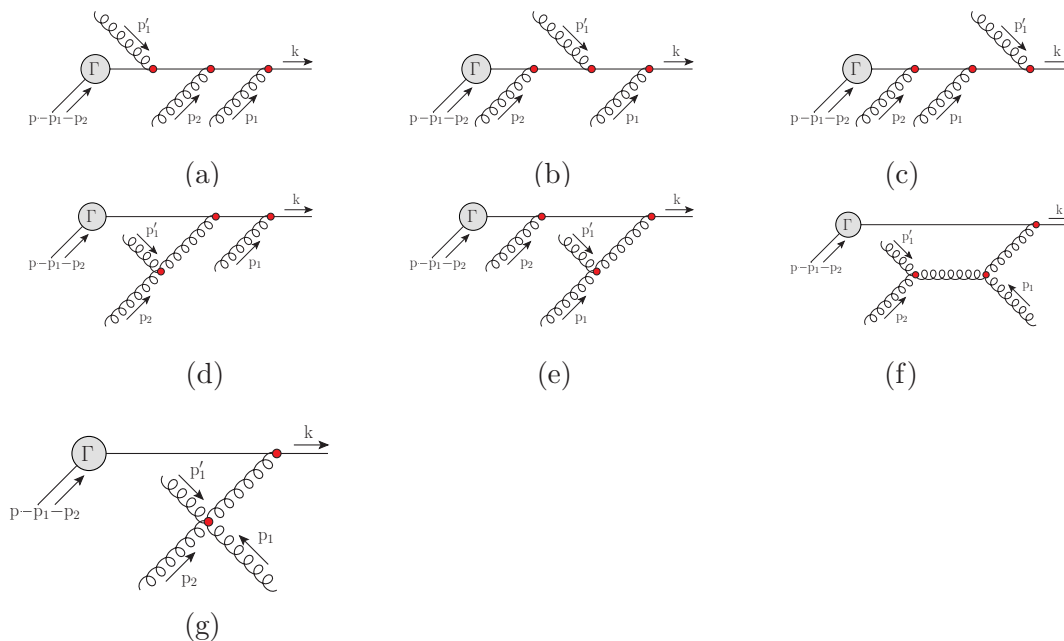 p′₁ k p′₁ k p′₁ k
Γ Γ Γ
p−p₁−p₂ p₂ p₁ p−p₁−p₂ p₂ p₁ p−p₁−p₂ p₂ p₁
(a) (b) (c)
k k k
Γ p′₁ Γ p′₁ Γ p′₁
p−p₁−p₂ p₁ p−p₁−p₂ p₂ p−p₁−p₂ p₁
p₂ p₁ p₂
(d) (e) (f)
k
Γ p′₁
p−p₁−p₂ p₁
p₂
(g)